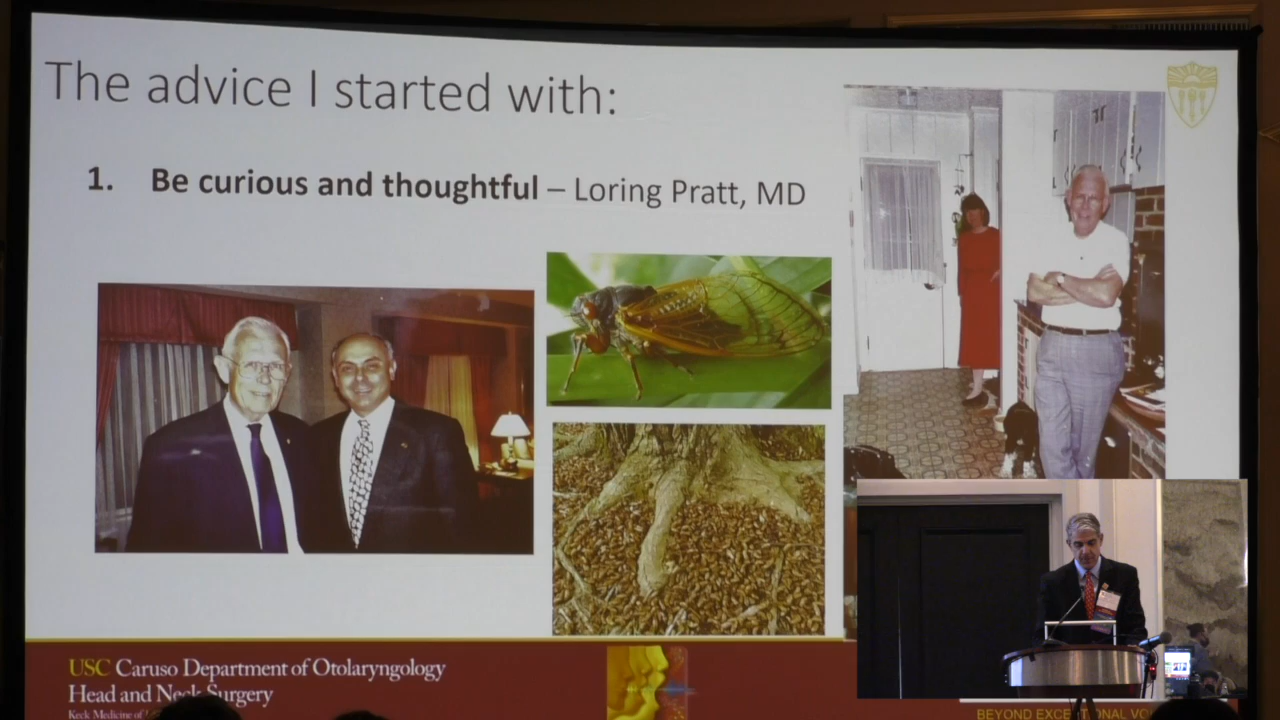 The advice I started with:
1. Be curious and thoughtful – Loring Pratt, MD
USC Caruso Department of Otolaryngology
Head and Neck Surgery
Keck Medicine of
BEYOND EXCEPTIONAL